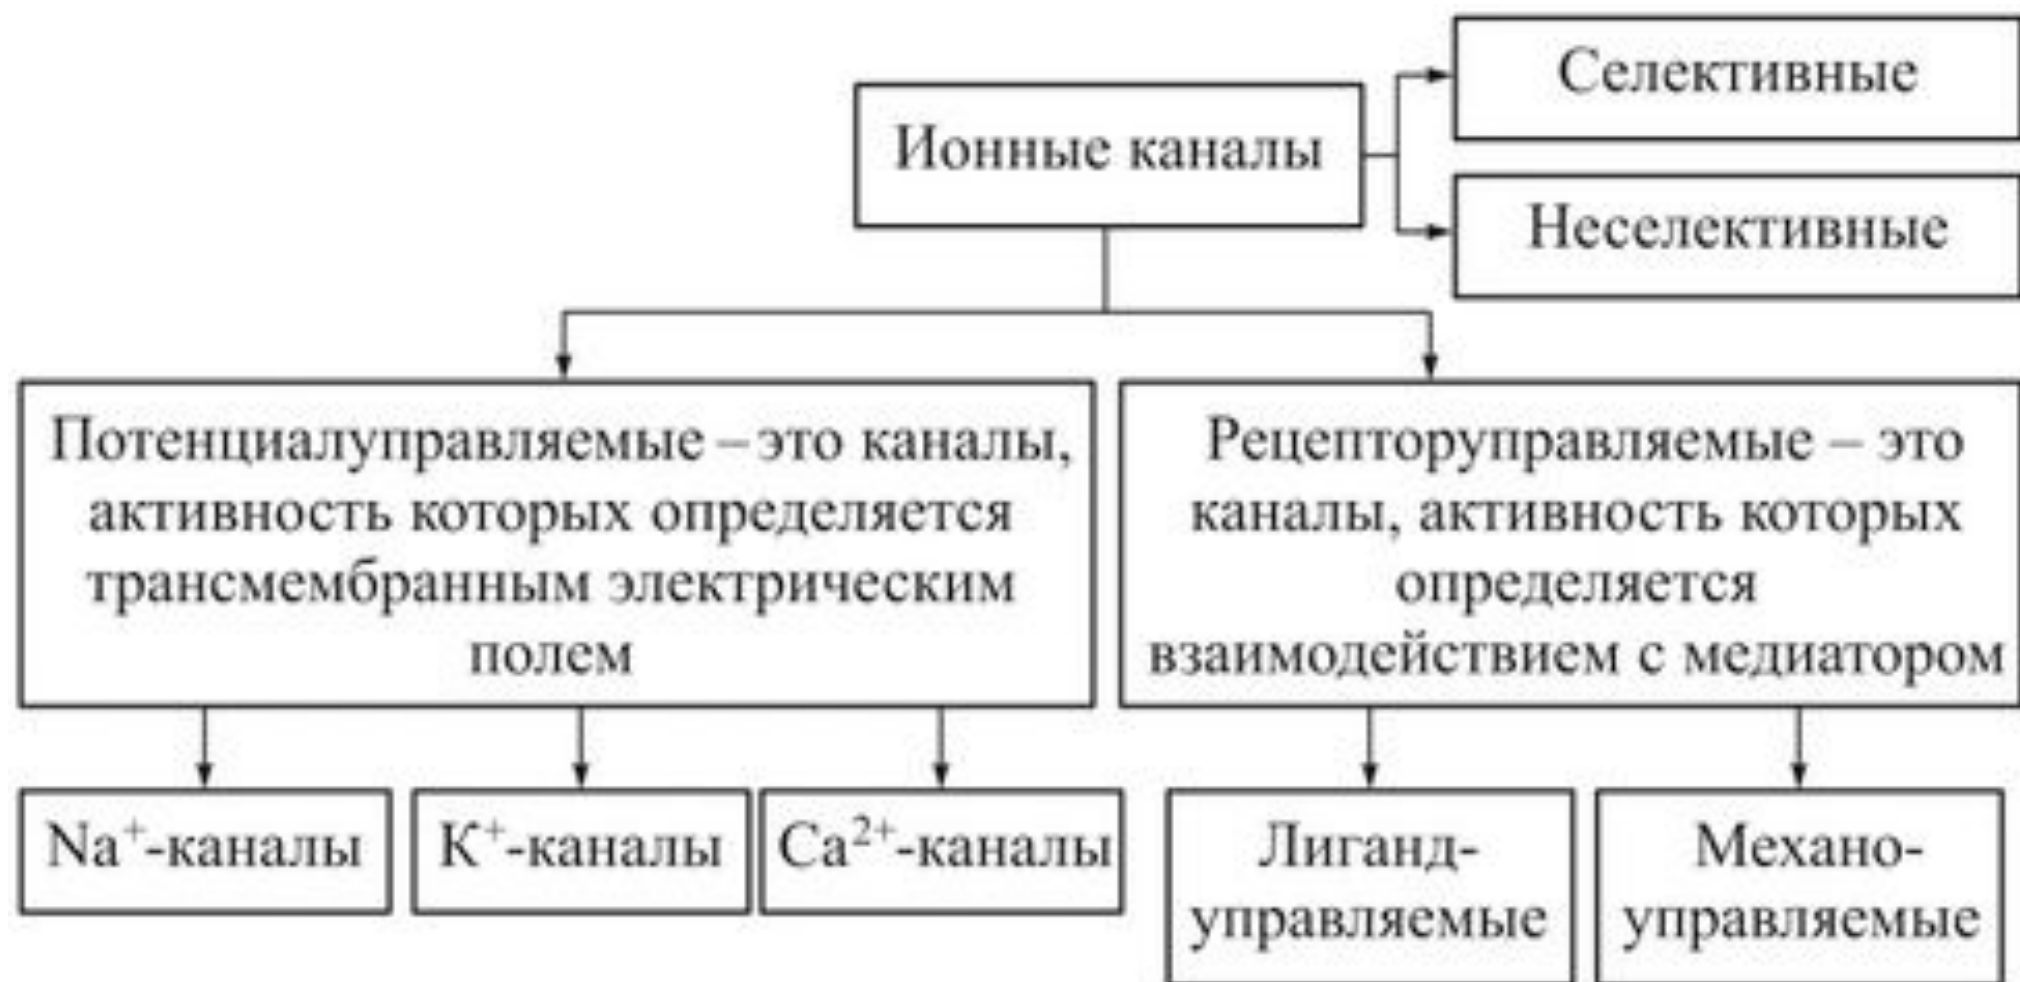 Селективные
Ионные каналы
Неселективные
Потенциалуправляемые – это каналы,
активность которых определяется
трансмембранным электрическим
полем
Рецепторуправляемые – это
каналы, активность которых
определяется
взаимодействием с медиатором
Na⁺-каналы
К⁺-каналы
Ca²⁺-каналы
Лиганд-
управляемые
Механо-
управляемые